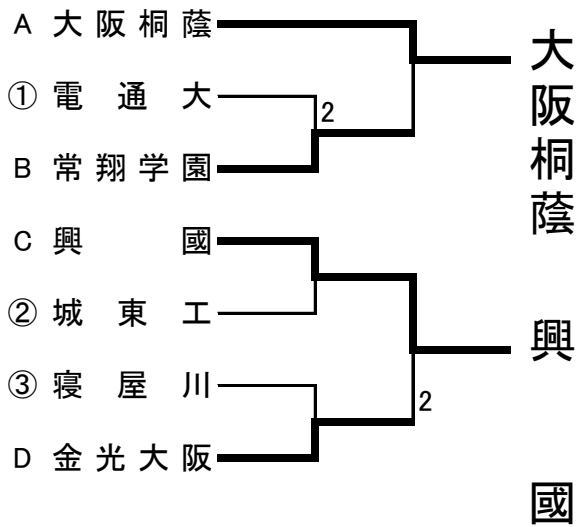 A 大阪桐蔭
① 電通大
2
B 常翔学園
C 興國
② 城東工
③ 寝屋川
2
D 金光大阪
大阪桐蔭
興國